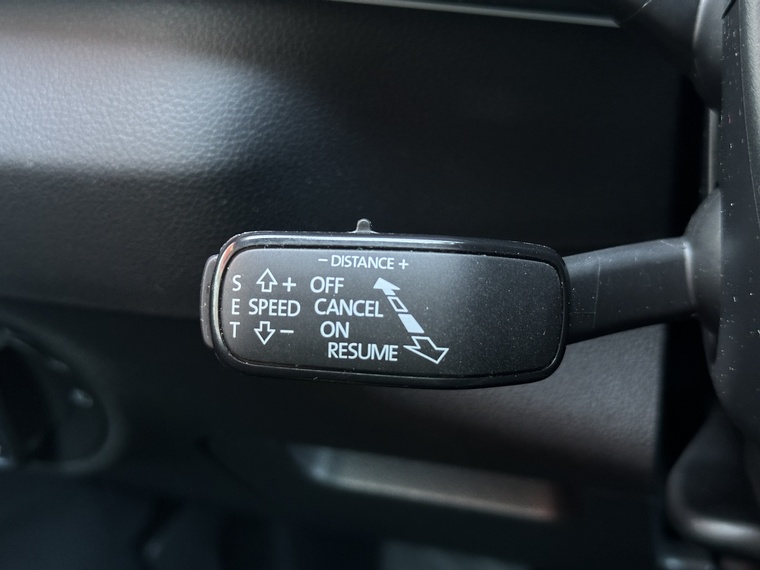 − DISTANCE +
S + OFF
E SPEED CANCEL
T − ON
RESUME